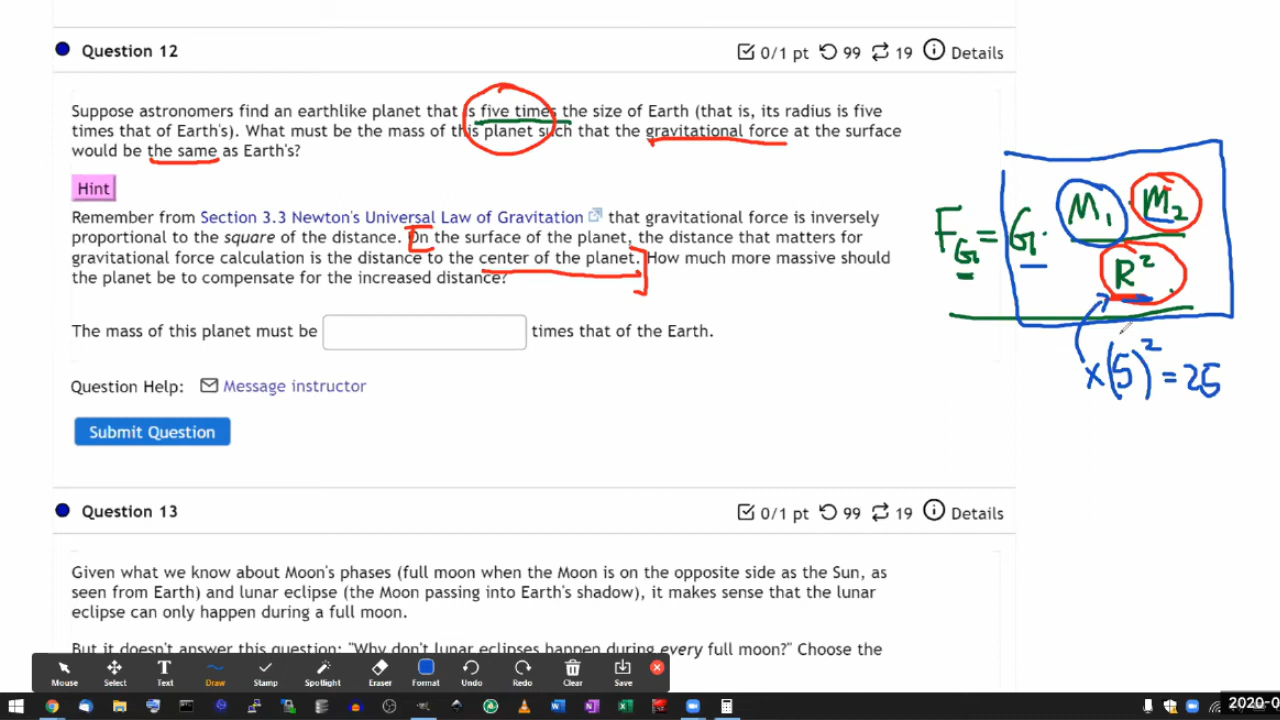 Question 12
0/1 pt 99 19 Details
Suppose astronomers find an earthlike planet that is five times the size of Earth (that is, its radius is five
times that of Earth's). What must be the mass of this planet such that the gravitational force at the surface
would be the same as Earth's?
Hint
Remember from Section 3.3 Newton's Universal Law of Gravitation that gravitational force is inversely
proportional to the square of the distance. On the surface of the planet, the distance that matters for
gravitational force calculation is the distance to the center of the planet. How much more massive should
the planet be to compensate for the increased distance?
The mass of this planet must be times that of the Earth.
Question Help: Message instructor
Submit Question
F_G = G · M₁ · M₂
R²
x(5)² = 25
Question 13
0/1 pt 99 19 Details
Given what we know about Moon's phases (full moon when the Moon is on the opposite side as the Sun, as
seen from Earth) and lunar eclipse (the Moon passing into Earth's shadow), it makes sense that the lunar
eclipse can only happen during a full moon.
But it doesn't answer this question: "Why don't lunar eclipses happen during every full moon?" Choose the
Mouse Select Text Draw Stamp Spotlight Eraser Format Undo Redo Clear Save
2020-0